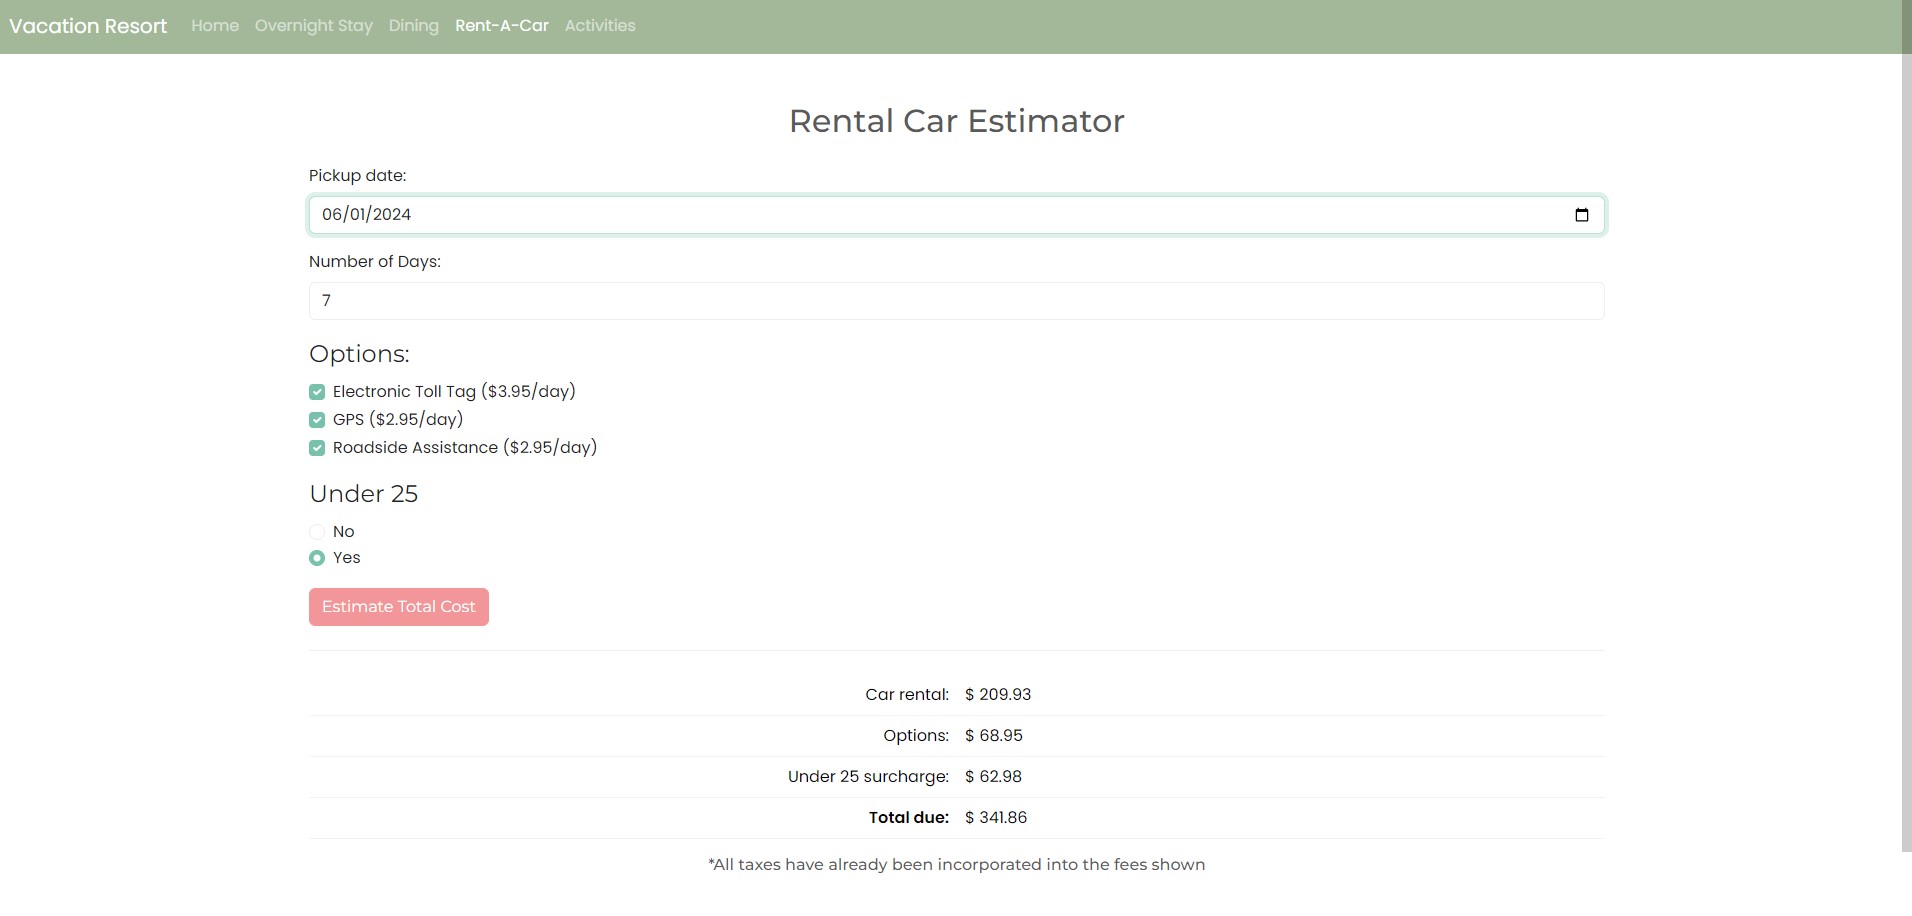 Vacation Resort Home Overnight Stay Dining Rent-A-Car Activities
Rental Car Estimator
Pickup date:
06/01/2024
Number of Days:
7
Options:
Electronic Toll Tag ($3.95/day)
GPS ($2.95/day)
Roadside Assistance ($2.95/day)
Under 25
No
Yes
Estimate Total Cost
Car rental: $ 209.93
Options: $ 68.95
Under 25 surcharge: $ 62.98
Total due: $ 341.86
*All taxes have already been incorporated into the fees shown